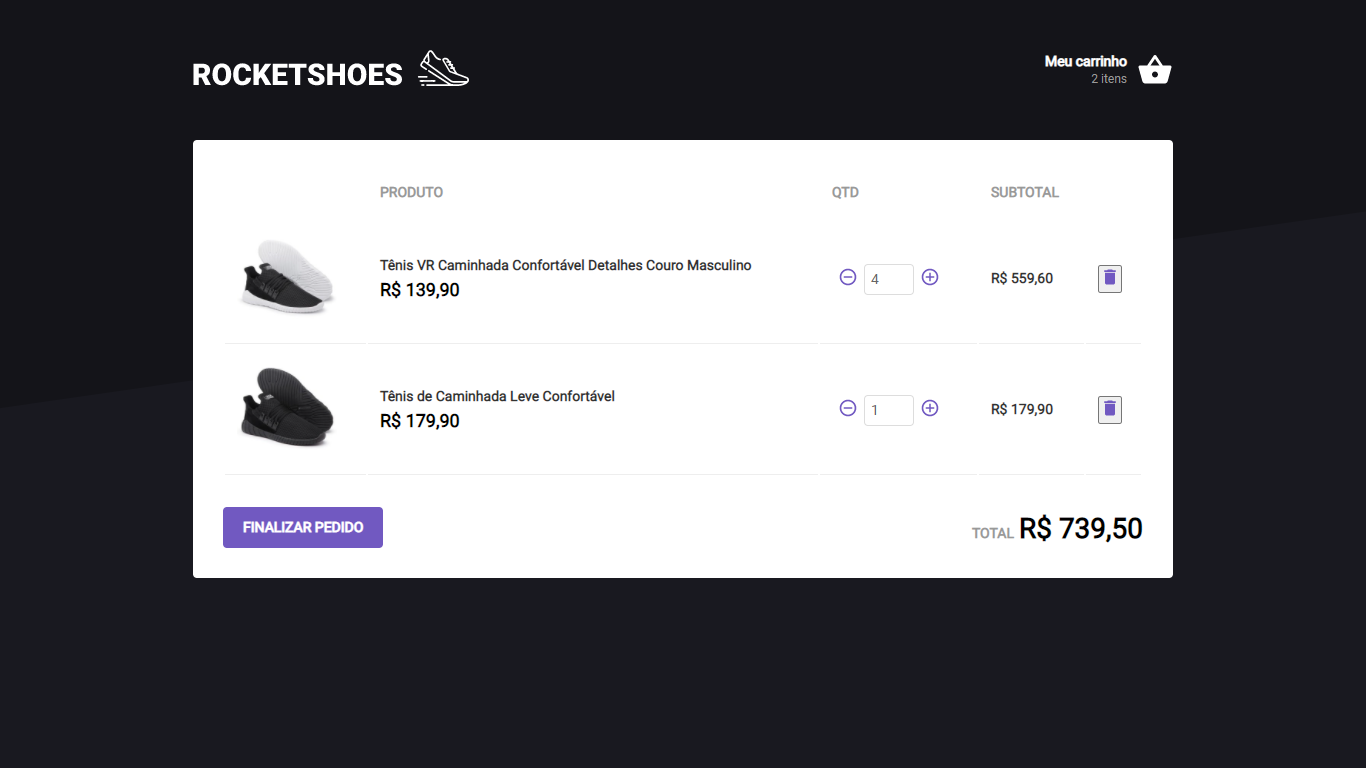 ROCKETSHOES
Meu carrinho
2 itens
PRODUTO QTD SUBTOTAL
Tênis VR Caminhada Confortável Detalhes Couro Masculino
R$ 139,90
4
R$ 559,60
Tênis de Caminhada Leve Confortável
R$ 179,90
1
R$ 179,90
FINALIZAR PEDIDO
TOTAL R$ 739,50